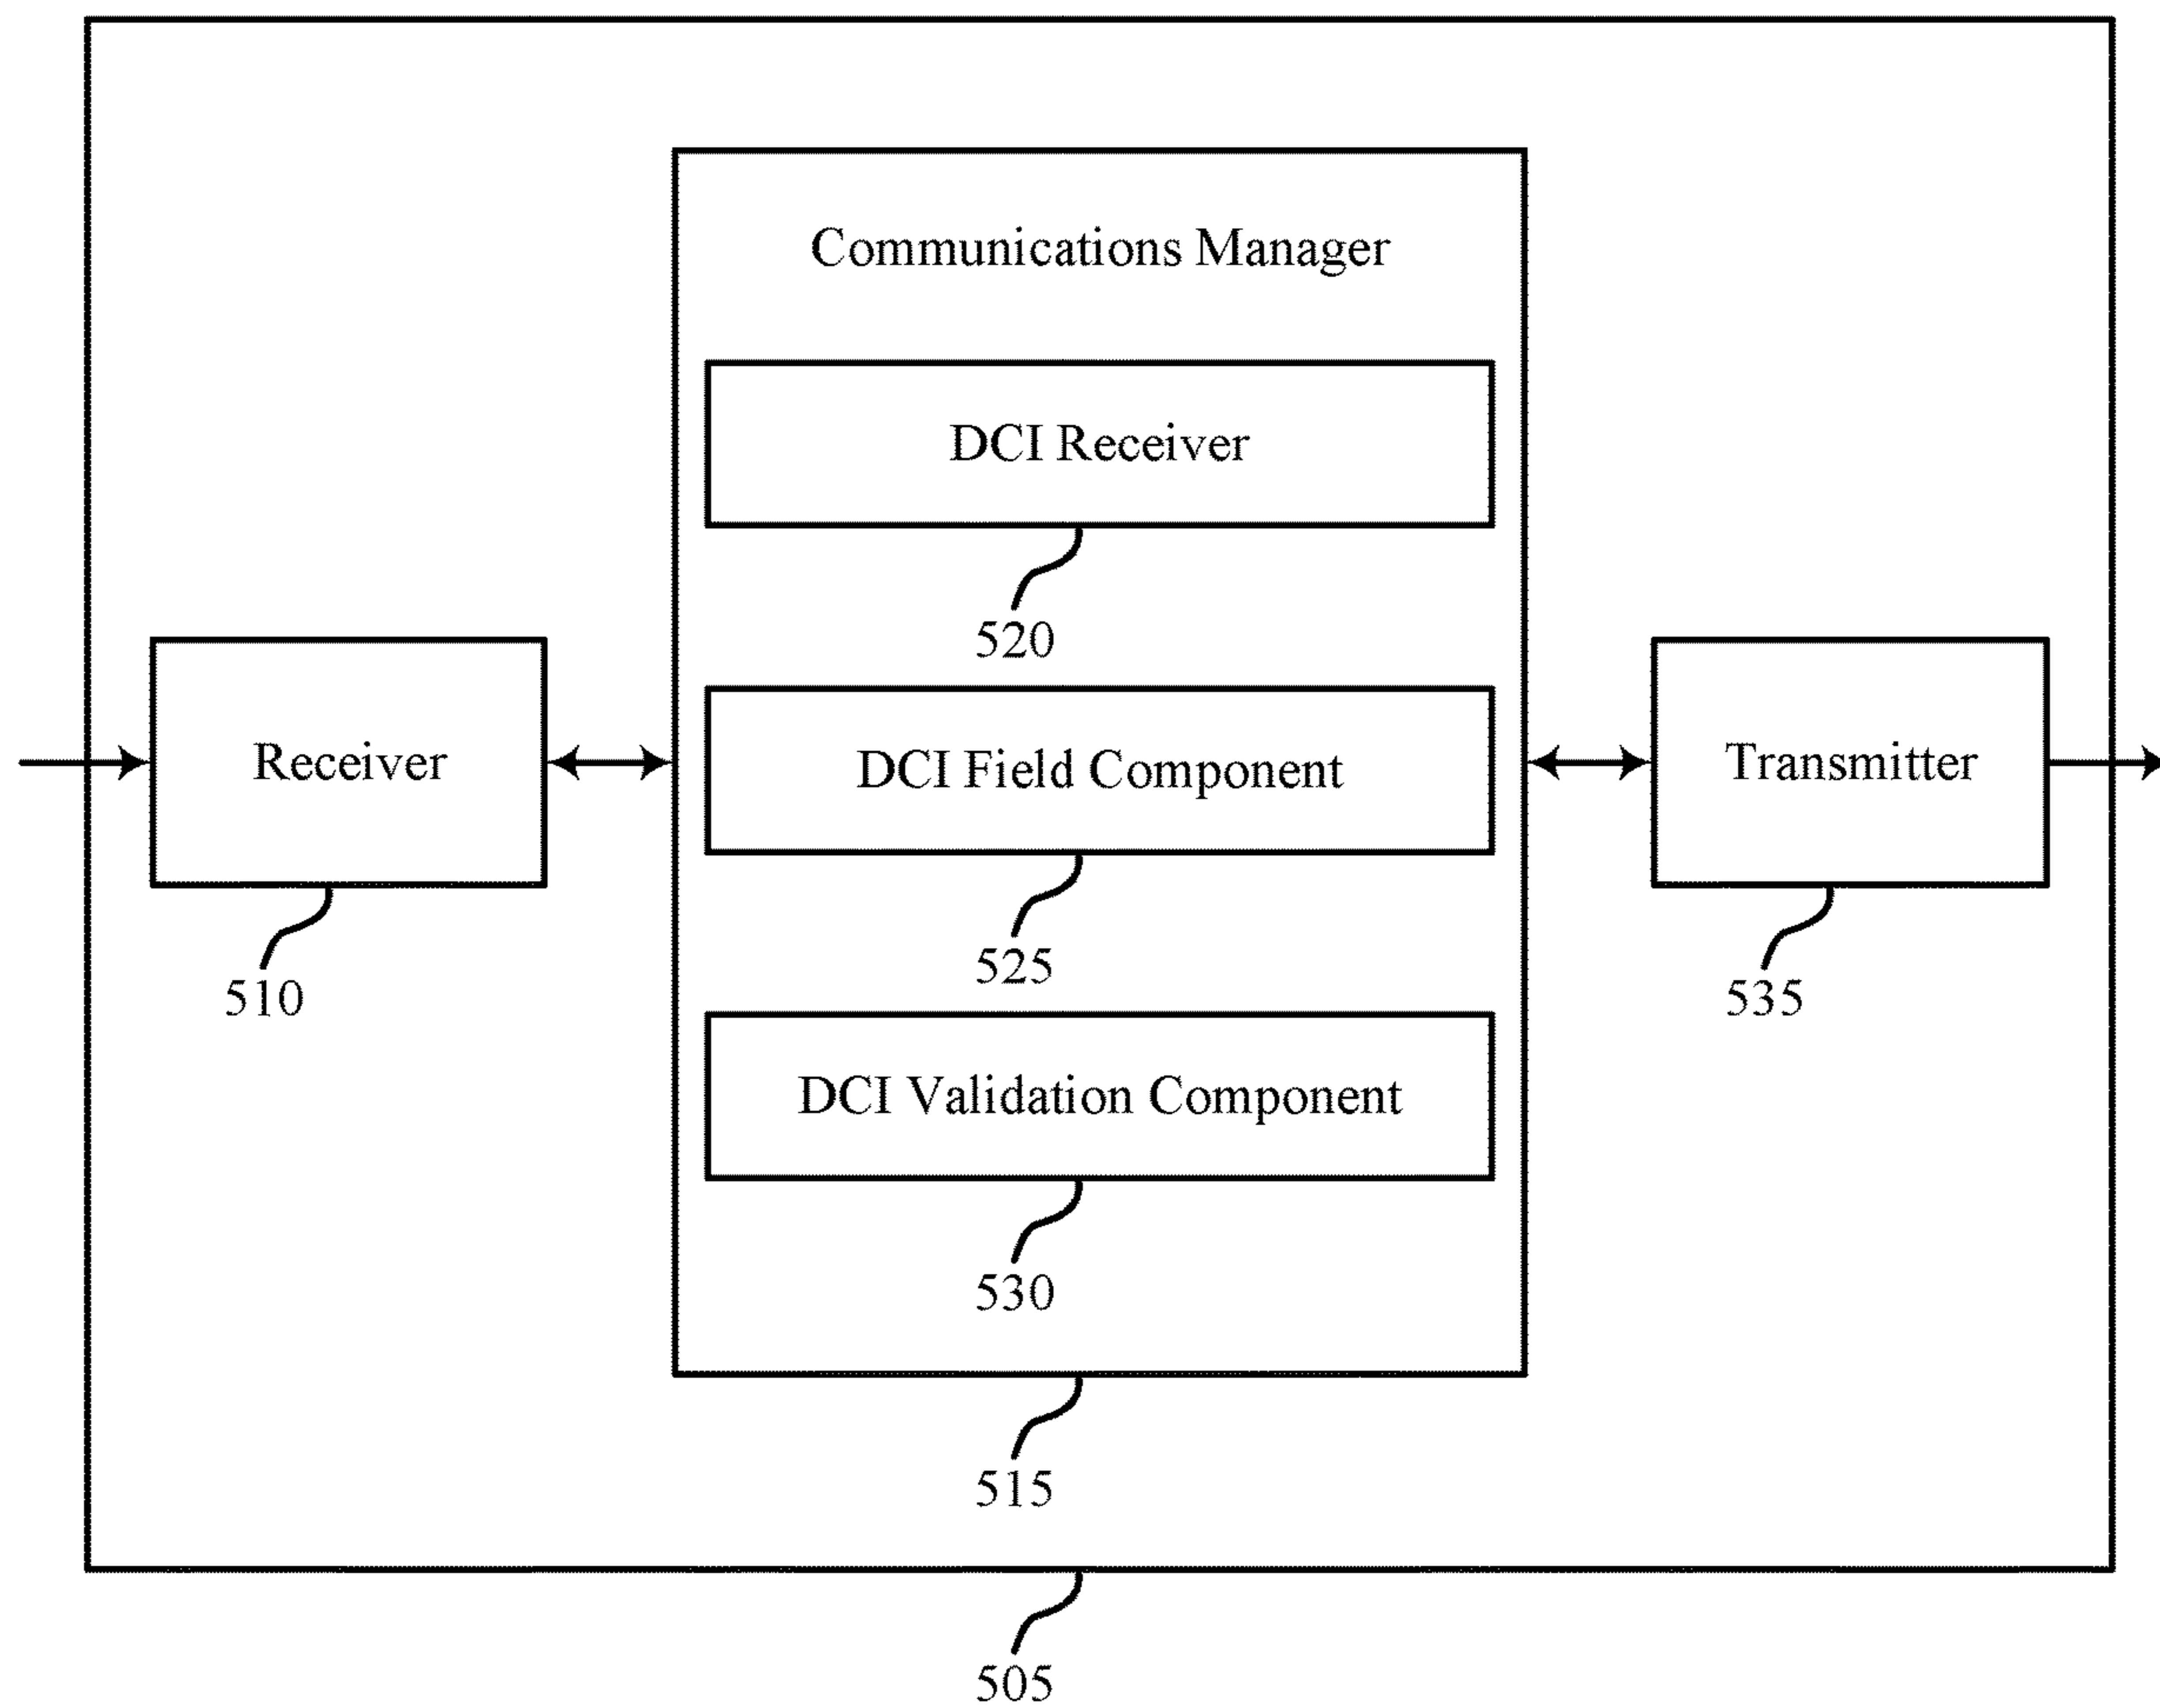 Communications Manager
DCI Receiver
520
Receiver
510
DCI Field Component
525
Transmitter
535
DCI Validation Component
530
515
505